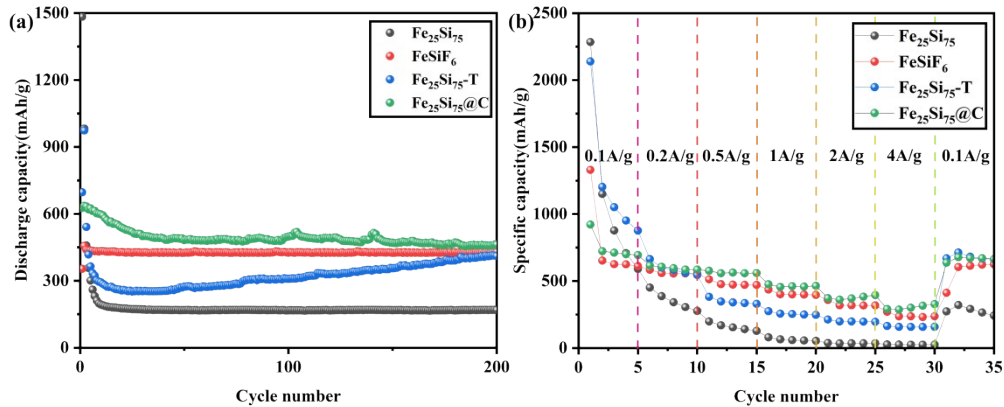 (a)
1500
1200
900
600
300
0
Discharge capacity(mAh/g)
Fe₂₅Si₇₅
FeSiF₆
Fe₂₅Si₇₅-T
Fe₂₅Si₇₅@C
0
100
200
Cycle number
(b)
2500
2000
1500
1000
500
0
Specific capacity(mAh/g)
Fe₂₅Si₇₅
FeSiF₆
Fe₂₅Si₇₅-T
Fe₂₅Si₇₅@C
0.1A/g
0.2A/g
0.5A/g
1A/g
2A/g
4A/g
0.1A/g
0
5
10
15
20
25
30
35
Cycle number